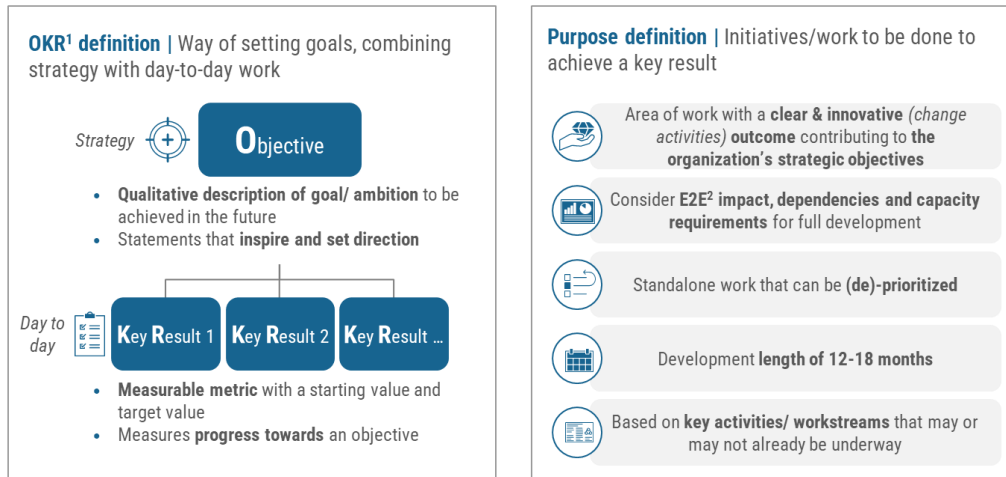 OKR¹ definition | Way of setting goals, combining
strategy with day-to-day work
Strategy
Objective
• Qualitative description of goal/ ambition to be
achieved in the future
• Statements that inspire and set direction
Day to
day
Key Result 1
Key Result 2
Key Result …
• Measurable metric with a starting value and
target value
• Measures progress towards an objective
Purpose definition | Initiatives/work to be done to
achieve a key result
Area of work with a clear & innovative (change
activities) outcome contributing to the
organization’s strategic objectives
Consider E2E² impact, dependencies and capacity
requirements for full development
Standalone work that can be (de)-prioritized
Development length of 12-18 months
Based on key activities/ workstreams that may or
may not already be underway